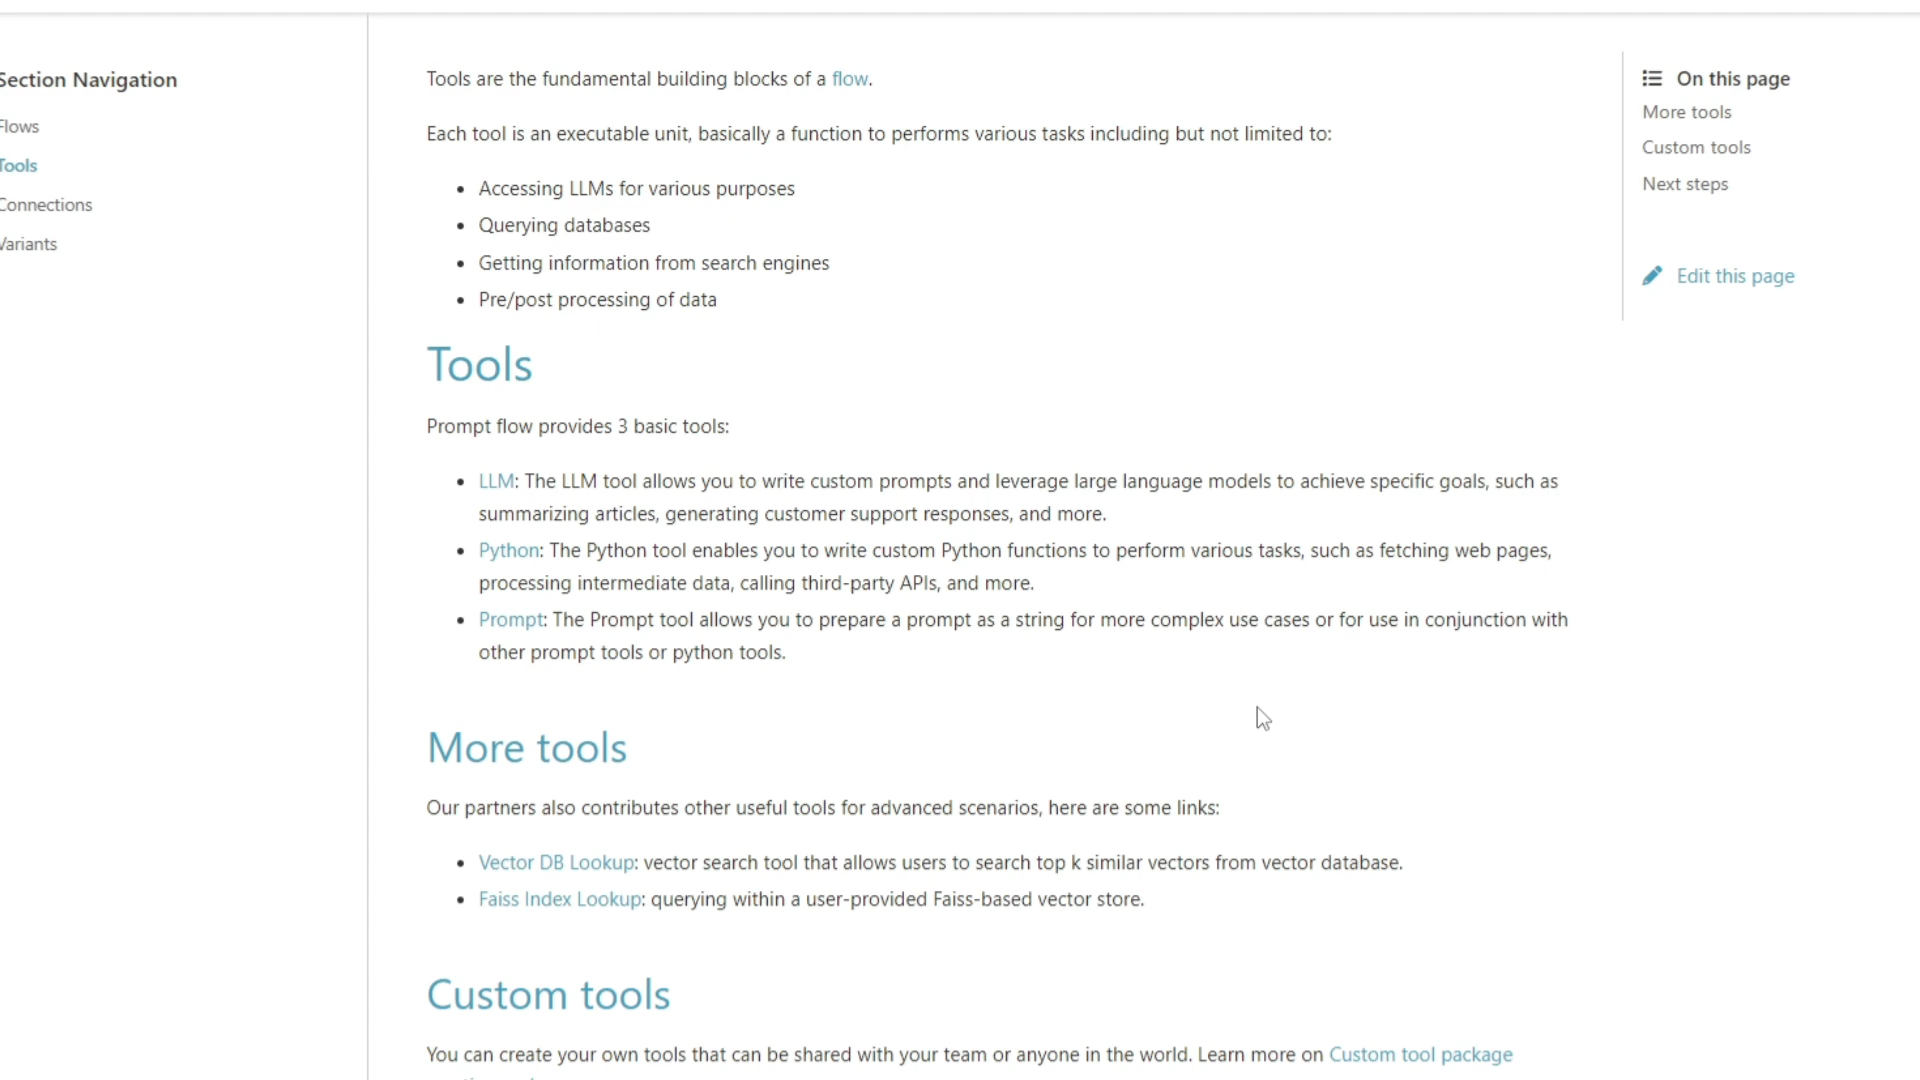 Section Navigation
Flows
Tools
Connections
Variants
Tools are the fundamental building blocks of a flow.
Each tool is an executable unit, basically a function to performs various tasks including but not limited to:
Accessing LLMs for various purposes
Querying databases
Getting information from search engines
Pre/post processing of data
Tools
Prompt flow provides 3 basic tools:
LLM: The LLM tool allows you to write custom prompts and leverage large language models to achieve specific goals, such as
summarizing articles, generating customer support responses, and more.
Python: The Python tool enables you to write custom Python functions to perform various tasks, such as fetching web pages,
processing intermediate data, calling third-party APIs, and more.
Prompt: The Prompt tool allows you to prepare a prompt as a string for more complex use cases or for use in conjunction with
other prompt tools or python tools.
More tools
Our partners also contributes other useful tools for advanced scenarios, here are some links:
Vector DB Lookup: vector search tool that allows users to search top k similar vectors from vector database.
Faiss Index Lookup: querying within a user-provided Faiss-based vector store.
Custom tools
You can create your own tools that can be shared with your team or anyone in the world. Learn more on Custom tool package
On this page
More tools
Custom tools
Next steps
Edit this page